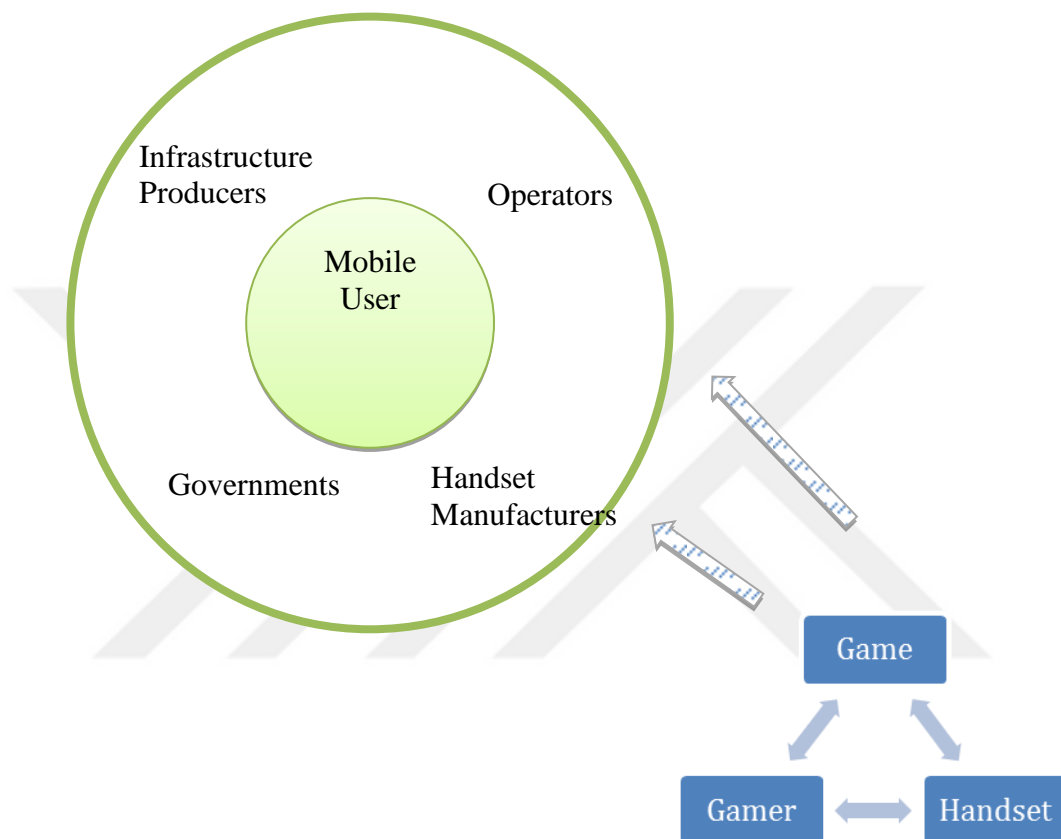 Infrastructure
Producers
Operators
Mobile
User
Governments
Handset
Manufacturers
Game
Gamer
Handset